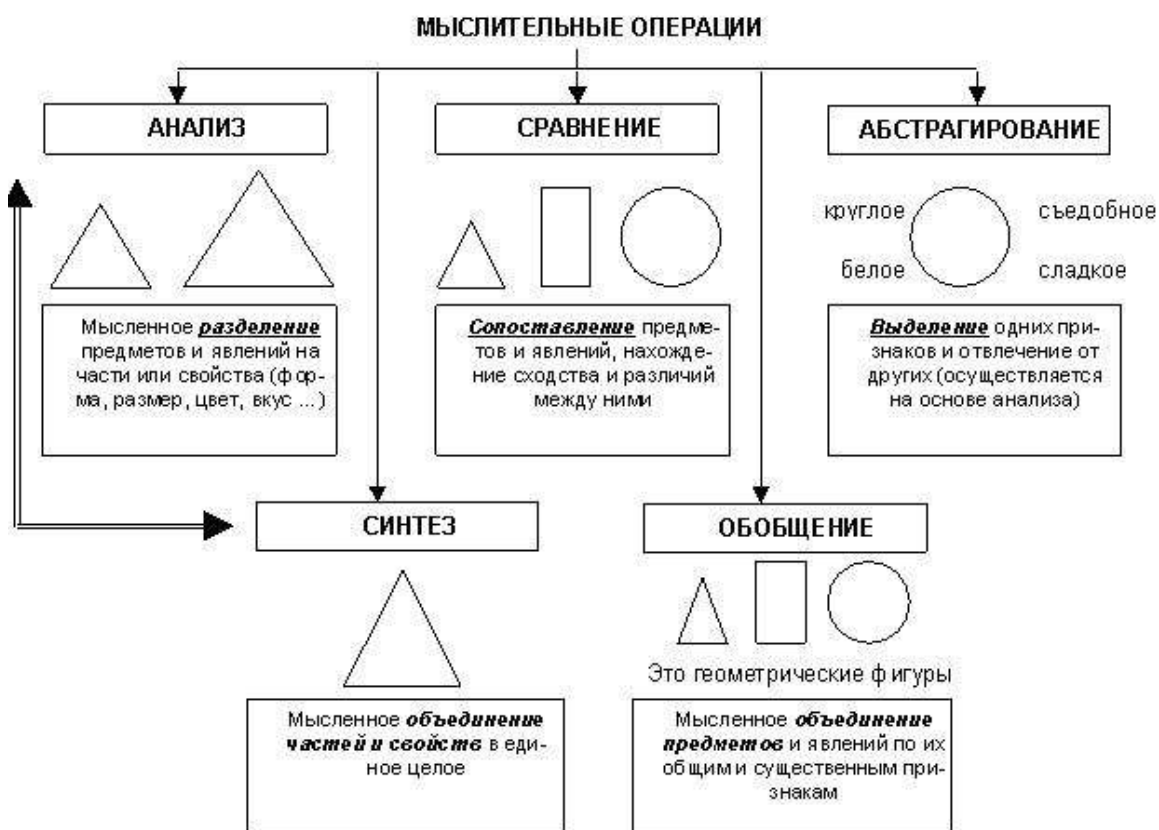 МЫСЛИТЕЛЬНЫЕ ОПЕРАЦИИ
АНАЛИЗ
Мысленное разделение
предметов и явлений на
части или свойства (фор-
ма, размер, цвет, вкус ...)
СРАВНЕНИЕ
Сопоставление предме-
тов и явлений, нахожде-
ние сходства и различий
между ними
АБСТРАГИРОВАНИЕ
круглое
съедобное
белое
сладкое
Выделение одних при-
знаков и отвлечение от
других (осуществляется
на основе анализа)
СИНТЕЗ
Мысленное объединение
частей и свойств в еди-
ное целое
ОБОБЩЕНИЕ
Это геометрические фигуры
Мысленное объединение
предметов и явлений по их
общим и существенным при-
знакам